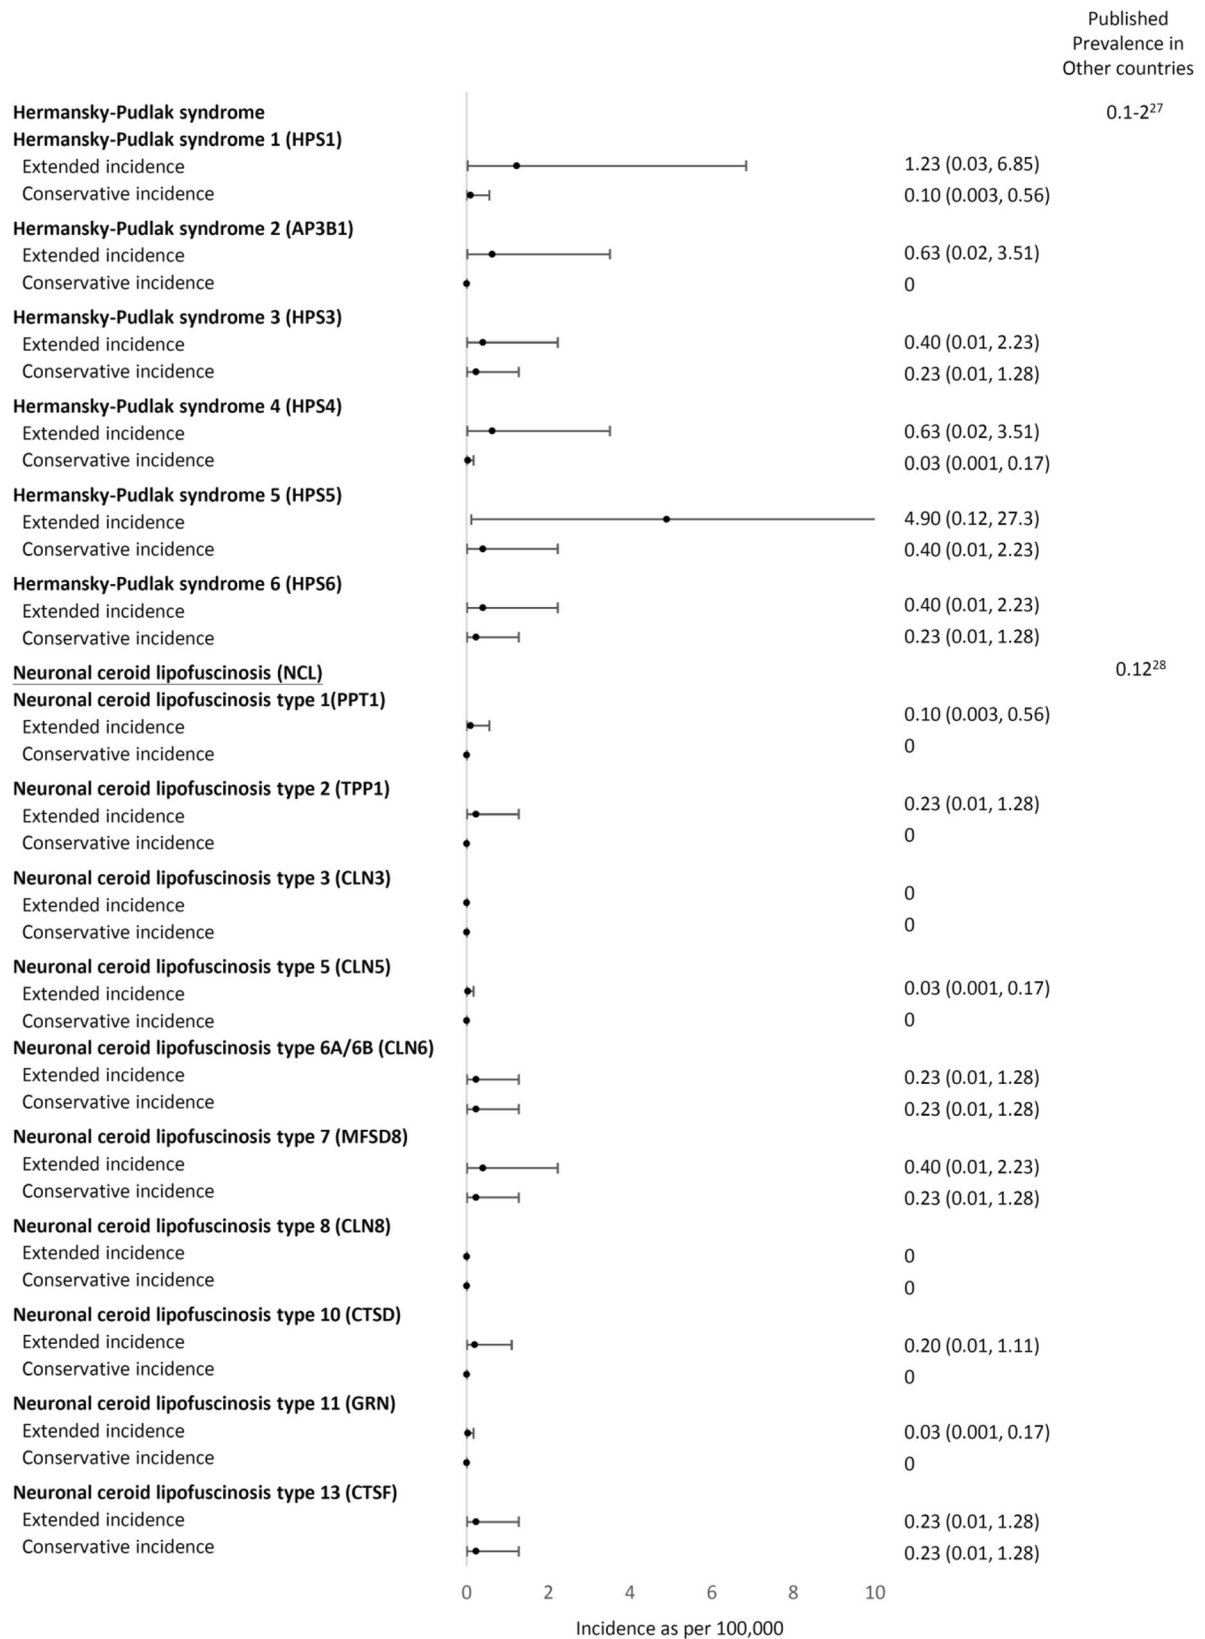 Published
Prevalence in
Other countries
Hermansky-Pudlak syndrome 0.1-2²⁷
Hermansky-Pudlak syndrome 1 (HPS1)
Extended incidence 1.23 (0.03, 6.85)
Conservative incidence 0.10 (0.003, 0.56)
Hermansky-Pudlak syndrome 2 (AP3B1)
Extended incidence 0.63 (0.02, 3.51)
Conservative incidence 0
Hermansky-Pudlak syndrome 3 (HPS3)
Extended incidence 0.40 (0.01, 2.23)
Conservative incidence 0.23 (0.01, 1.28)
Hermansky-Pudlak syndrome 4 (HPS4)
Extended incidence 0.63 (0.02, 3.51)
Conservative incidence 0.03 (0.001, 0.17)
Hermansky-Pudlak syndrome 5 (HPS5)
Extended incidence 4.90 (0.12, 27.3)
Conservative incidence 0.40 (0.01, 2.23)
Hermansky-Pudlak syndrome 6 (HPS6)
Extended incidence 0.40 (0.01, 2.23)
Conservative incidence 0.23 (0.01, 1.28)
Neuronal ceroid lipofuscinosis (NCL) 0.12²⁸
Neuronal ceroid lipofuscinosis type 1(PPT1)
Extended incidence 0.10 (0.003, 0.56)
Conservative incidence 0
Neuronal ceroid lipofuscinosis type 2 (TPP1)
Extended incidence 0.23 (0.01, 1.28)
Conservative incidence 0
Neuronal ceroid lipofuscinosis type 3 (CLN3)
Extended incidence 0
Conservative incidence 0
Neuronal ceroid lipofuscinosis type 5 (CLN5)
Extended incidence 0.03 (0.001, 0.17)
Conservative incidence 0
Neuronal ceroid lipofuscinosis type 6A/6B (CLN6)
Extended incidence 0.23 (0.01, 1.28)
Conservative incidence 0.23 (0.01, 1.28)
Neuronal ceroid lipofuscinosis type 7 (MFSD8)
Extended incidence 0.40 (0.01, 2.23)
Conservative incidence 0.23 (0.01, 1.28)
Neuronal ceroid lipofuscinosis type 8 (CLN8)
Extended incidence 0
Conservative incidence 0
Neuronal ceroid lipofuscinosis type 10 (CTSD)
Extended incidence 0.20 (0.01, 1.11)
Conservative incidence 0
Neuronal ceroid lipofuscinosis type 11 (GRN)
Extended incidence 0.03 (0.001, 0.17)
Conservative incidence 0
Neuronal ceroid lipofuscinosis type 13 (CTSF)
Extended incidence 0.23 (0.01, 1.28)
Conservative incidence 0.23 (0.01, 1.28)
0 2 4 6 8 10
Incidence as per 100,000